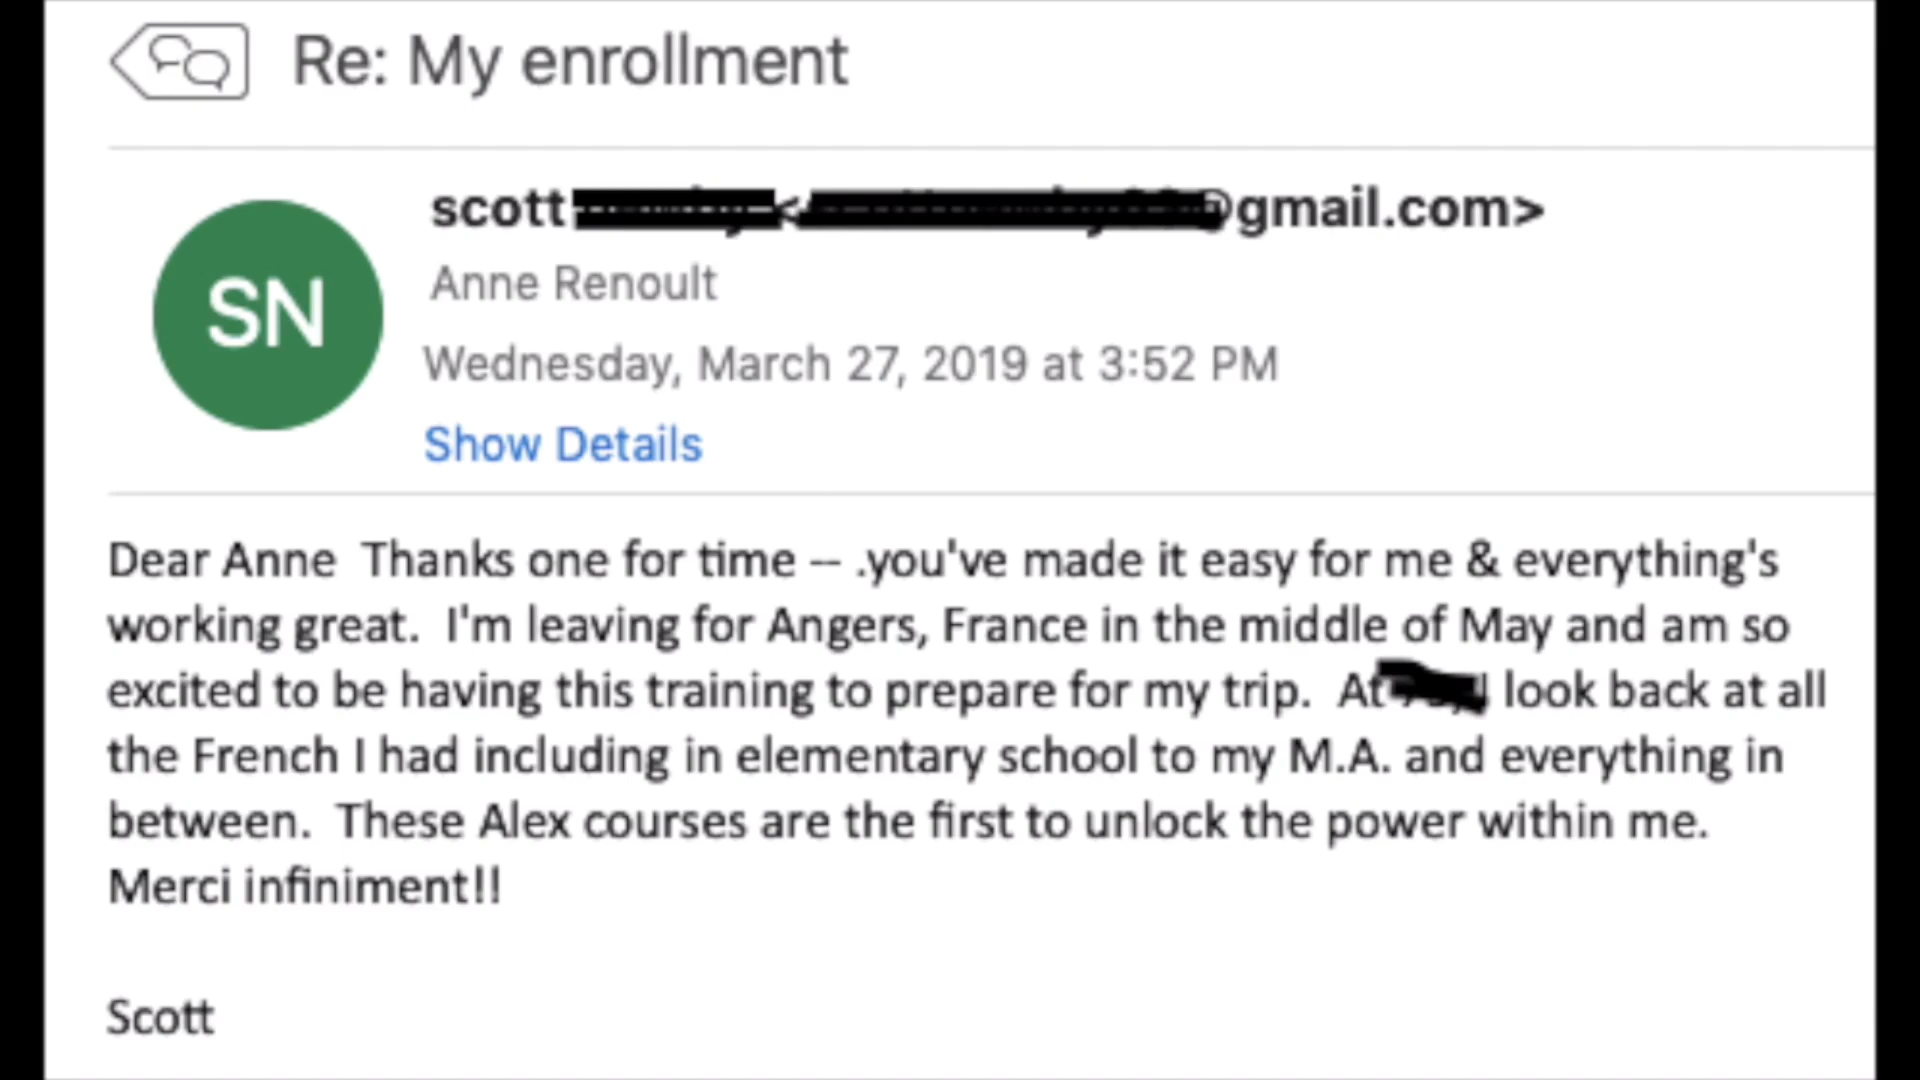 Re: My enrollment
scott < @gmail.com>
SN
Anne Renoult
Wednesday, March 27, 2019 at 3:52 PM
Show Details
Dear Anne  Thanks one for time -- .you've made it easy for me & everything's
working great.  I'm leaving for Angers, France in the middle of May and am so
excited to be having this training to prepare for my trip.  At I look back at all
the French I had including in elementary school to my M.A. and everything in
between.  These Alex courses are the first to unlock the power within me.
Merci infiniment!!
Scott